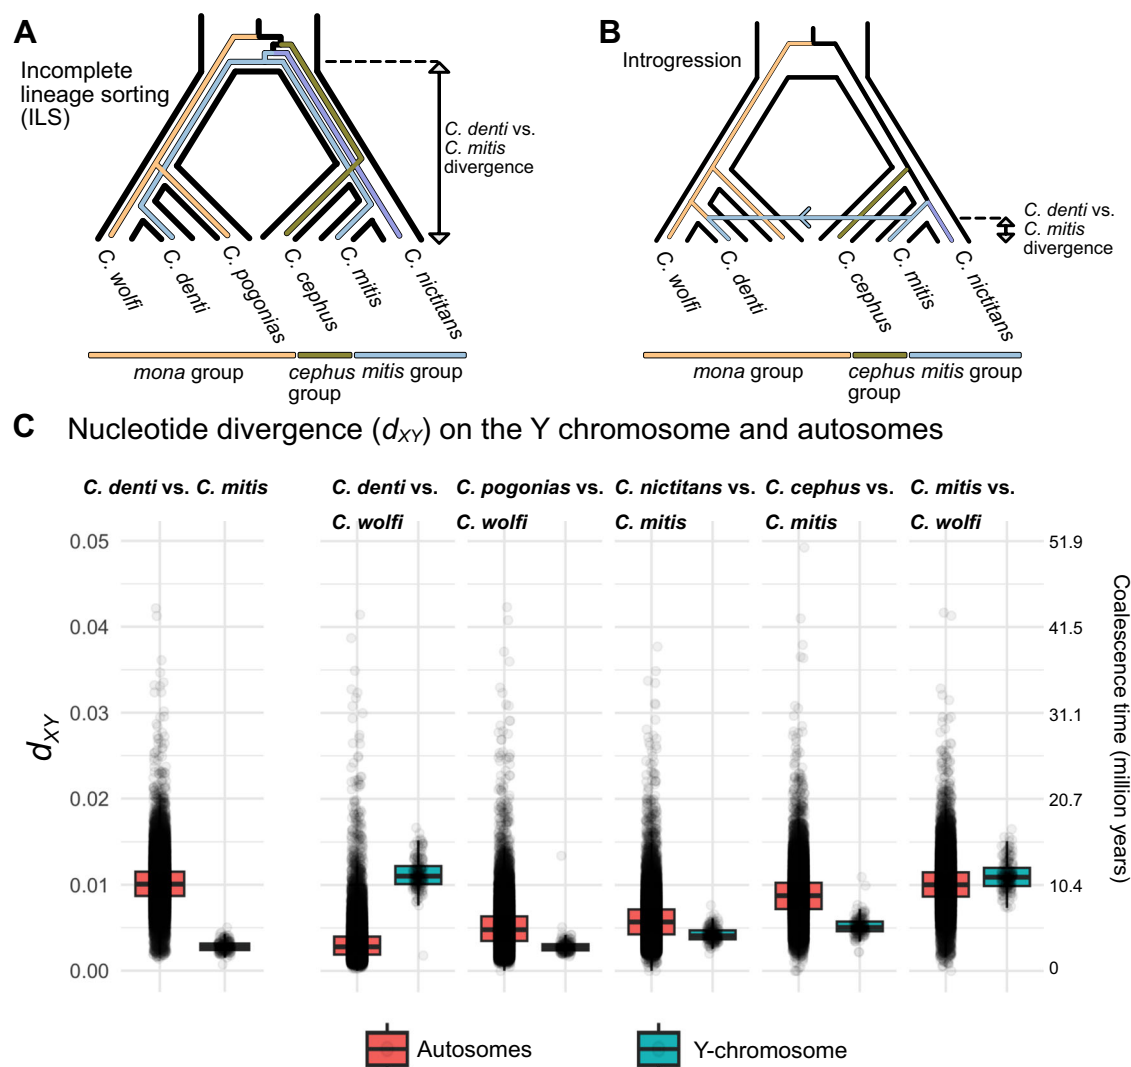 A
Incomplete
lineage sorting
(ILS)
C. denti vs.
C. mitis
divergence
C. wolfi
C. denti
C. pogonias
C. cephus
C. mitis
C. nictitans
mona group
cephus
group
mitis group
B
Introgression
C. denti vs.
C. mitis
divergence
C. wolfi
C. denti
C. cephus
C. mitis
C. nictitans
mona group
cephus
group
mitis group
C Nucleotide divergence (dXY) on the Y chromosome and autosomes
C. denti vs. C. mitis
C. denti vs.
C. wolfi
C. pogonias vs.
C. wolfi
C. nictitans vs.
C. mitis
C. cephus vs.
C. mitis
C. mitis vs.
C. wolfi
dXY
0.05
0.04
0.03
0.02
0.01
0.00
51.9
41.5
31.1
20.7
10.4
0
Coalescence time (million years)
Autosomes
Y-chromosome